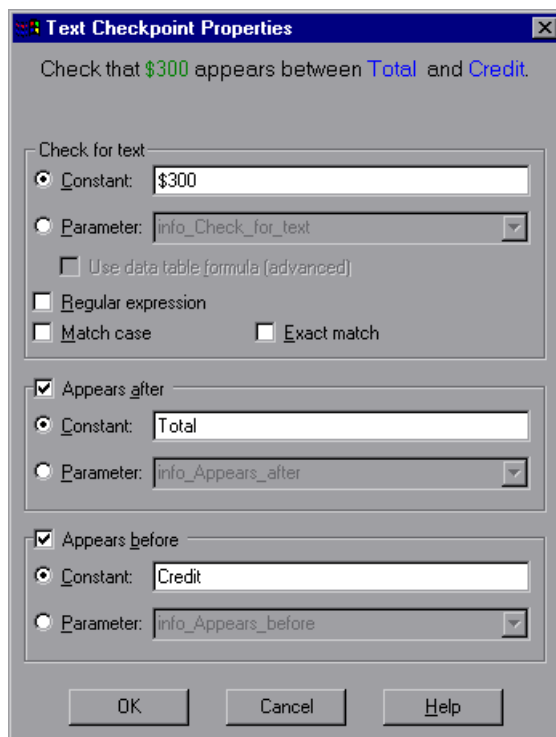 Text Checkpoint Properties
Check that $300 appears between Total and Credit.
Check for text
Constant: $300
Parameter: info_Check_for_text
Use data table formula (advanced)
Regular expression
Match case Exact match
Appears after
Constant: Total
Parameter: info_Appears_after
Appears before
Constant: Credit
Parameter: info_Appears_before
OK Cancel Help